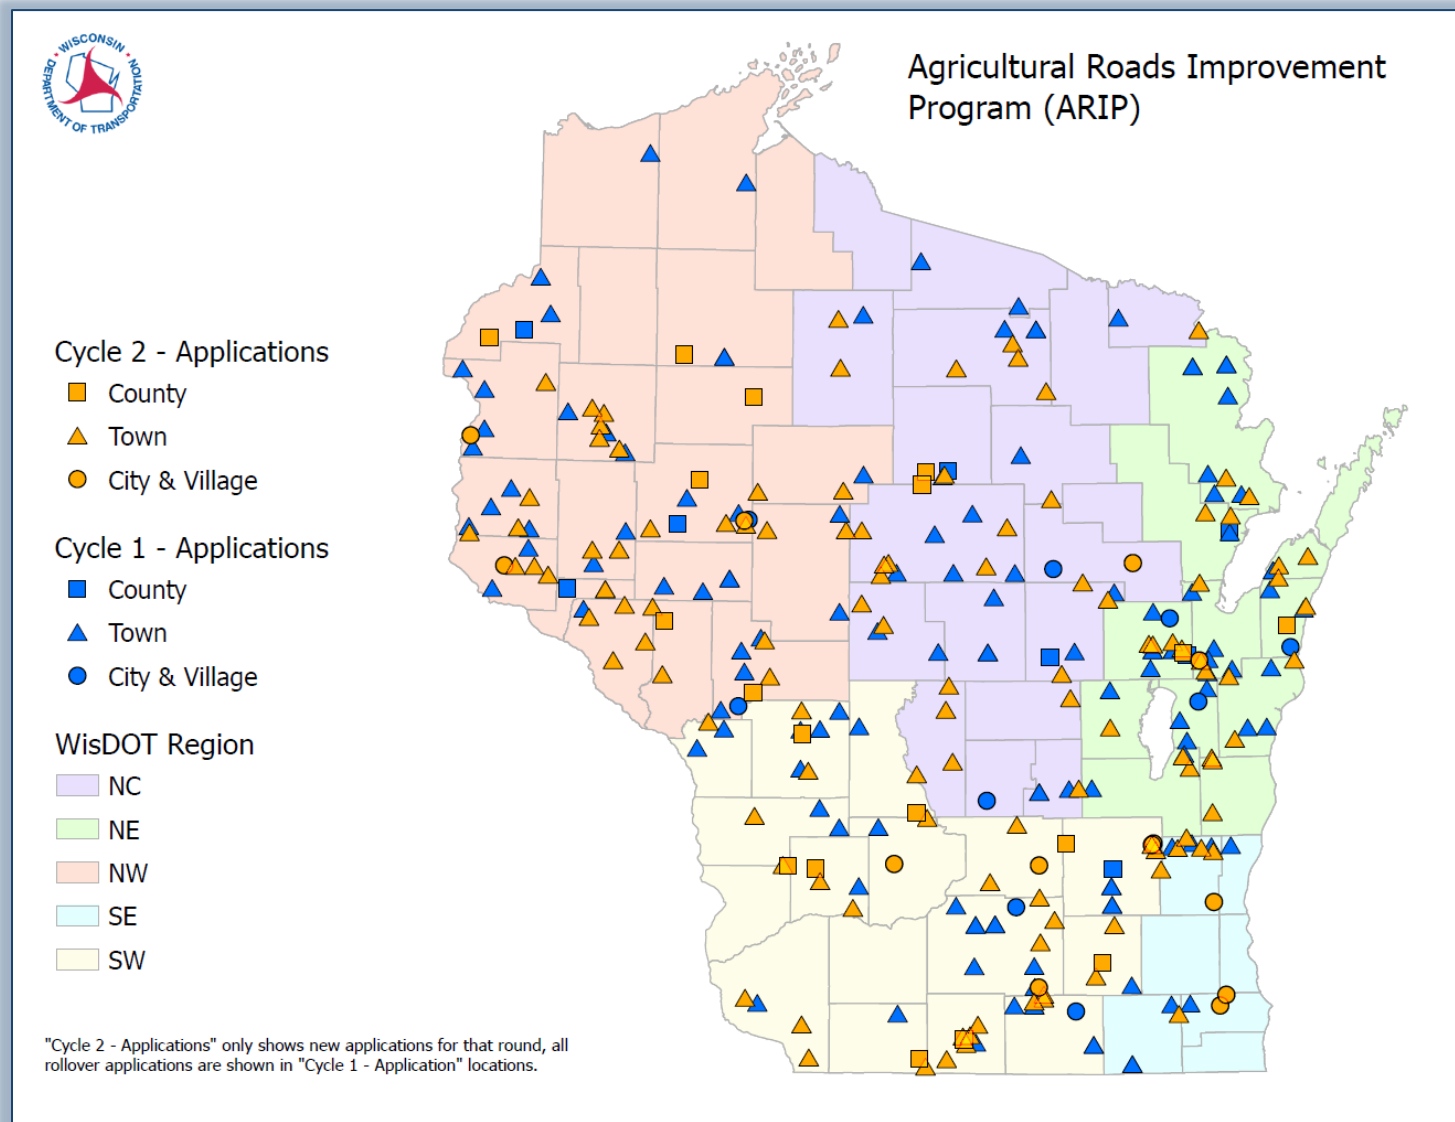 WISCONSIN
DEPARTMENT OF TRANSPORTATION
Agricultural Roads Improvement
Program (ARIP)
Cycle 2 - Applications
County
Town
City & Village
Cycle 1 - Applications
County
Town
City & Village
WisDOT Region
NC
NE
NW
SE
SW
"Cycle 2 - Applications" only shows new applications for that round, all
rollover applications are shown in "Cycle 1 - Application" locations.